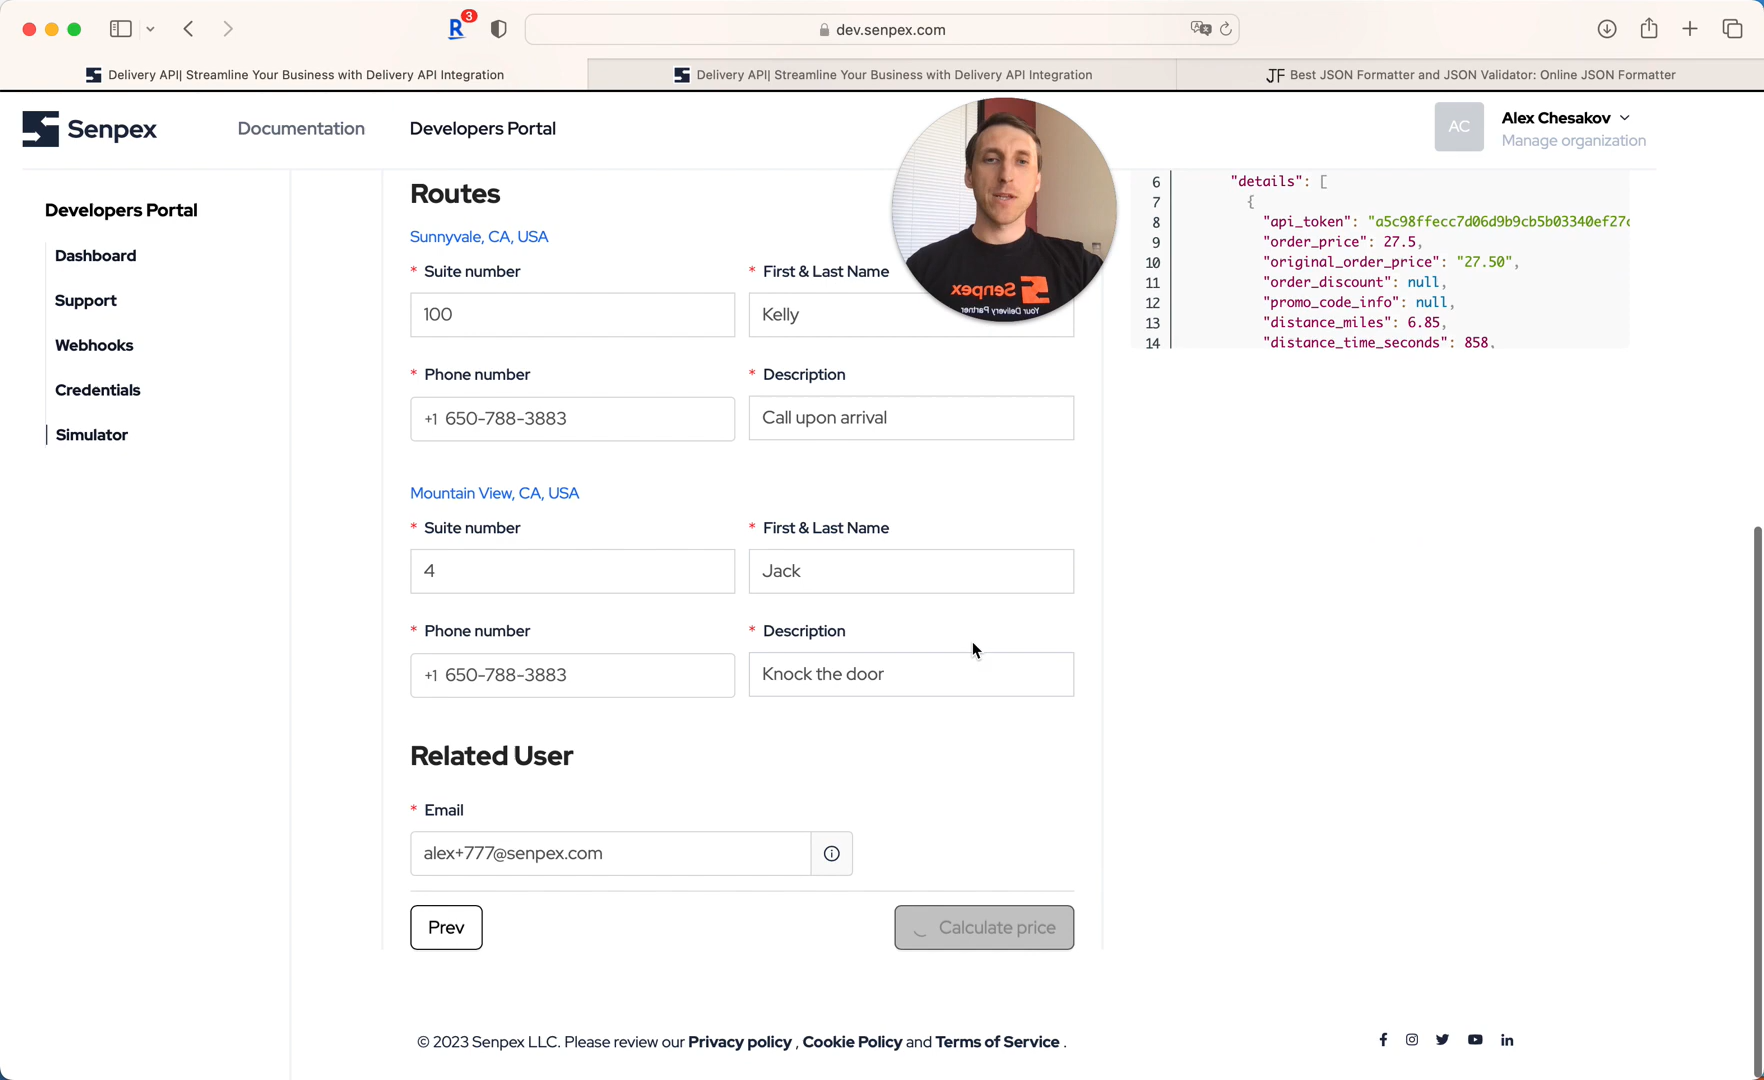 R 3
dev.senpex.com
Delivery API| Streamline Your Business with Delivery API Integration
Delivery API| Streamline Your Business with Delivery API Integration
JF Best JSON Formatter and JSON Validator: Online JSON Formatter
Senpex
Documentation
Developers Portal
AC
Alex Chesakov
Manage organization
Developers Portal
Dashboard
Support
Webhooks
Credentials
Simulator
Routes
Sunnyvale, CA, USA
* Suite number
* First & Last Name
100
Kelly
* Phone number
* Description
+1 650-788-3883
Call upon arrival
Mountain View, CA, USA
* Suite number
* First & Last Name
4
Jack
* Phone number
* Description
+1 650-788-3883
Knock the door
Related User
* Email
alex+777@senpex.com
Prev
Calculate price
Senpex
Your Delivery Partner
6 "details": [
7 {
8 "api_token": "a5c98ffecc7d06d9b9cb5b03340ef27
9 "order_price": 27.5,
10 "original_order_price": "27.50",
11 "order_discount": null,
12 "promo_code_info": null,
13 "distance_miles": 6.85,
14 "distance_time_seconds": 858,
© 2023 Senpex LLC. Please review our Privacy policy , Cookie Policy and Terms of Service .